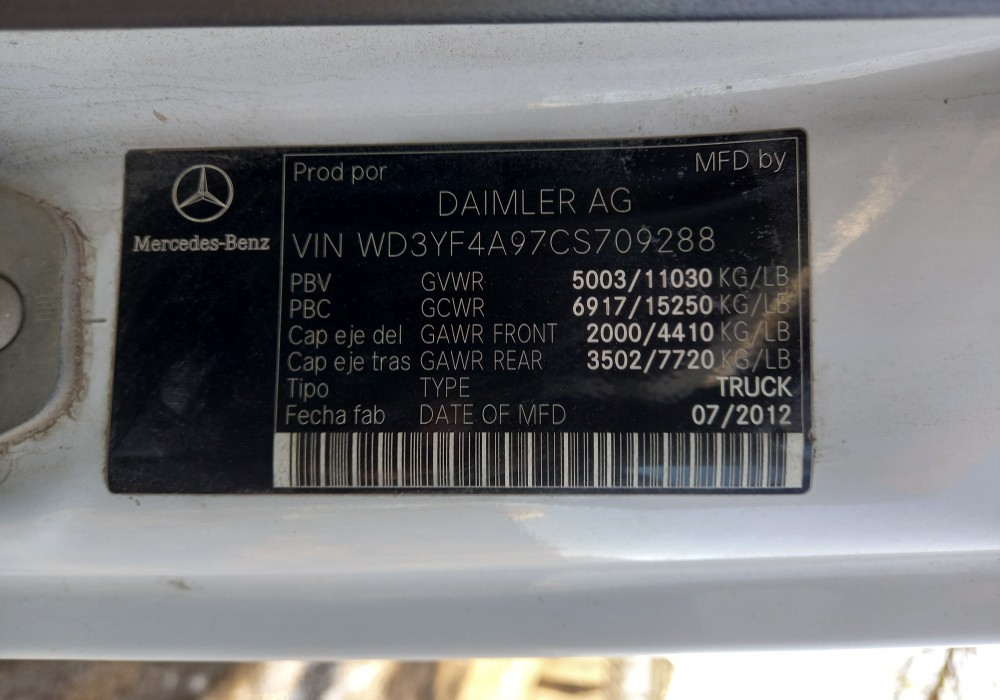 Prod por MFD by
Mercedes-Benz
DAIMLER AG
VIN WD3YF4A97CS709288
PBV GVWR 5003/11030 KG/LB
PBC GCWR 6917/15250 KG/LB
Cap eje del GAWR FRONT 2000/4410 KG/LB
Cap eje tras GAWR REAR 3502/7720 KG/LB
Tipo TYPE TRUCK
Fecha fab DATE OF MFD 07/2012